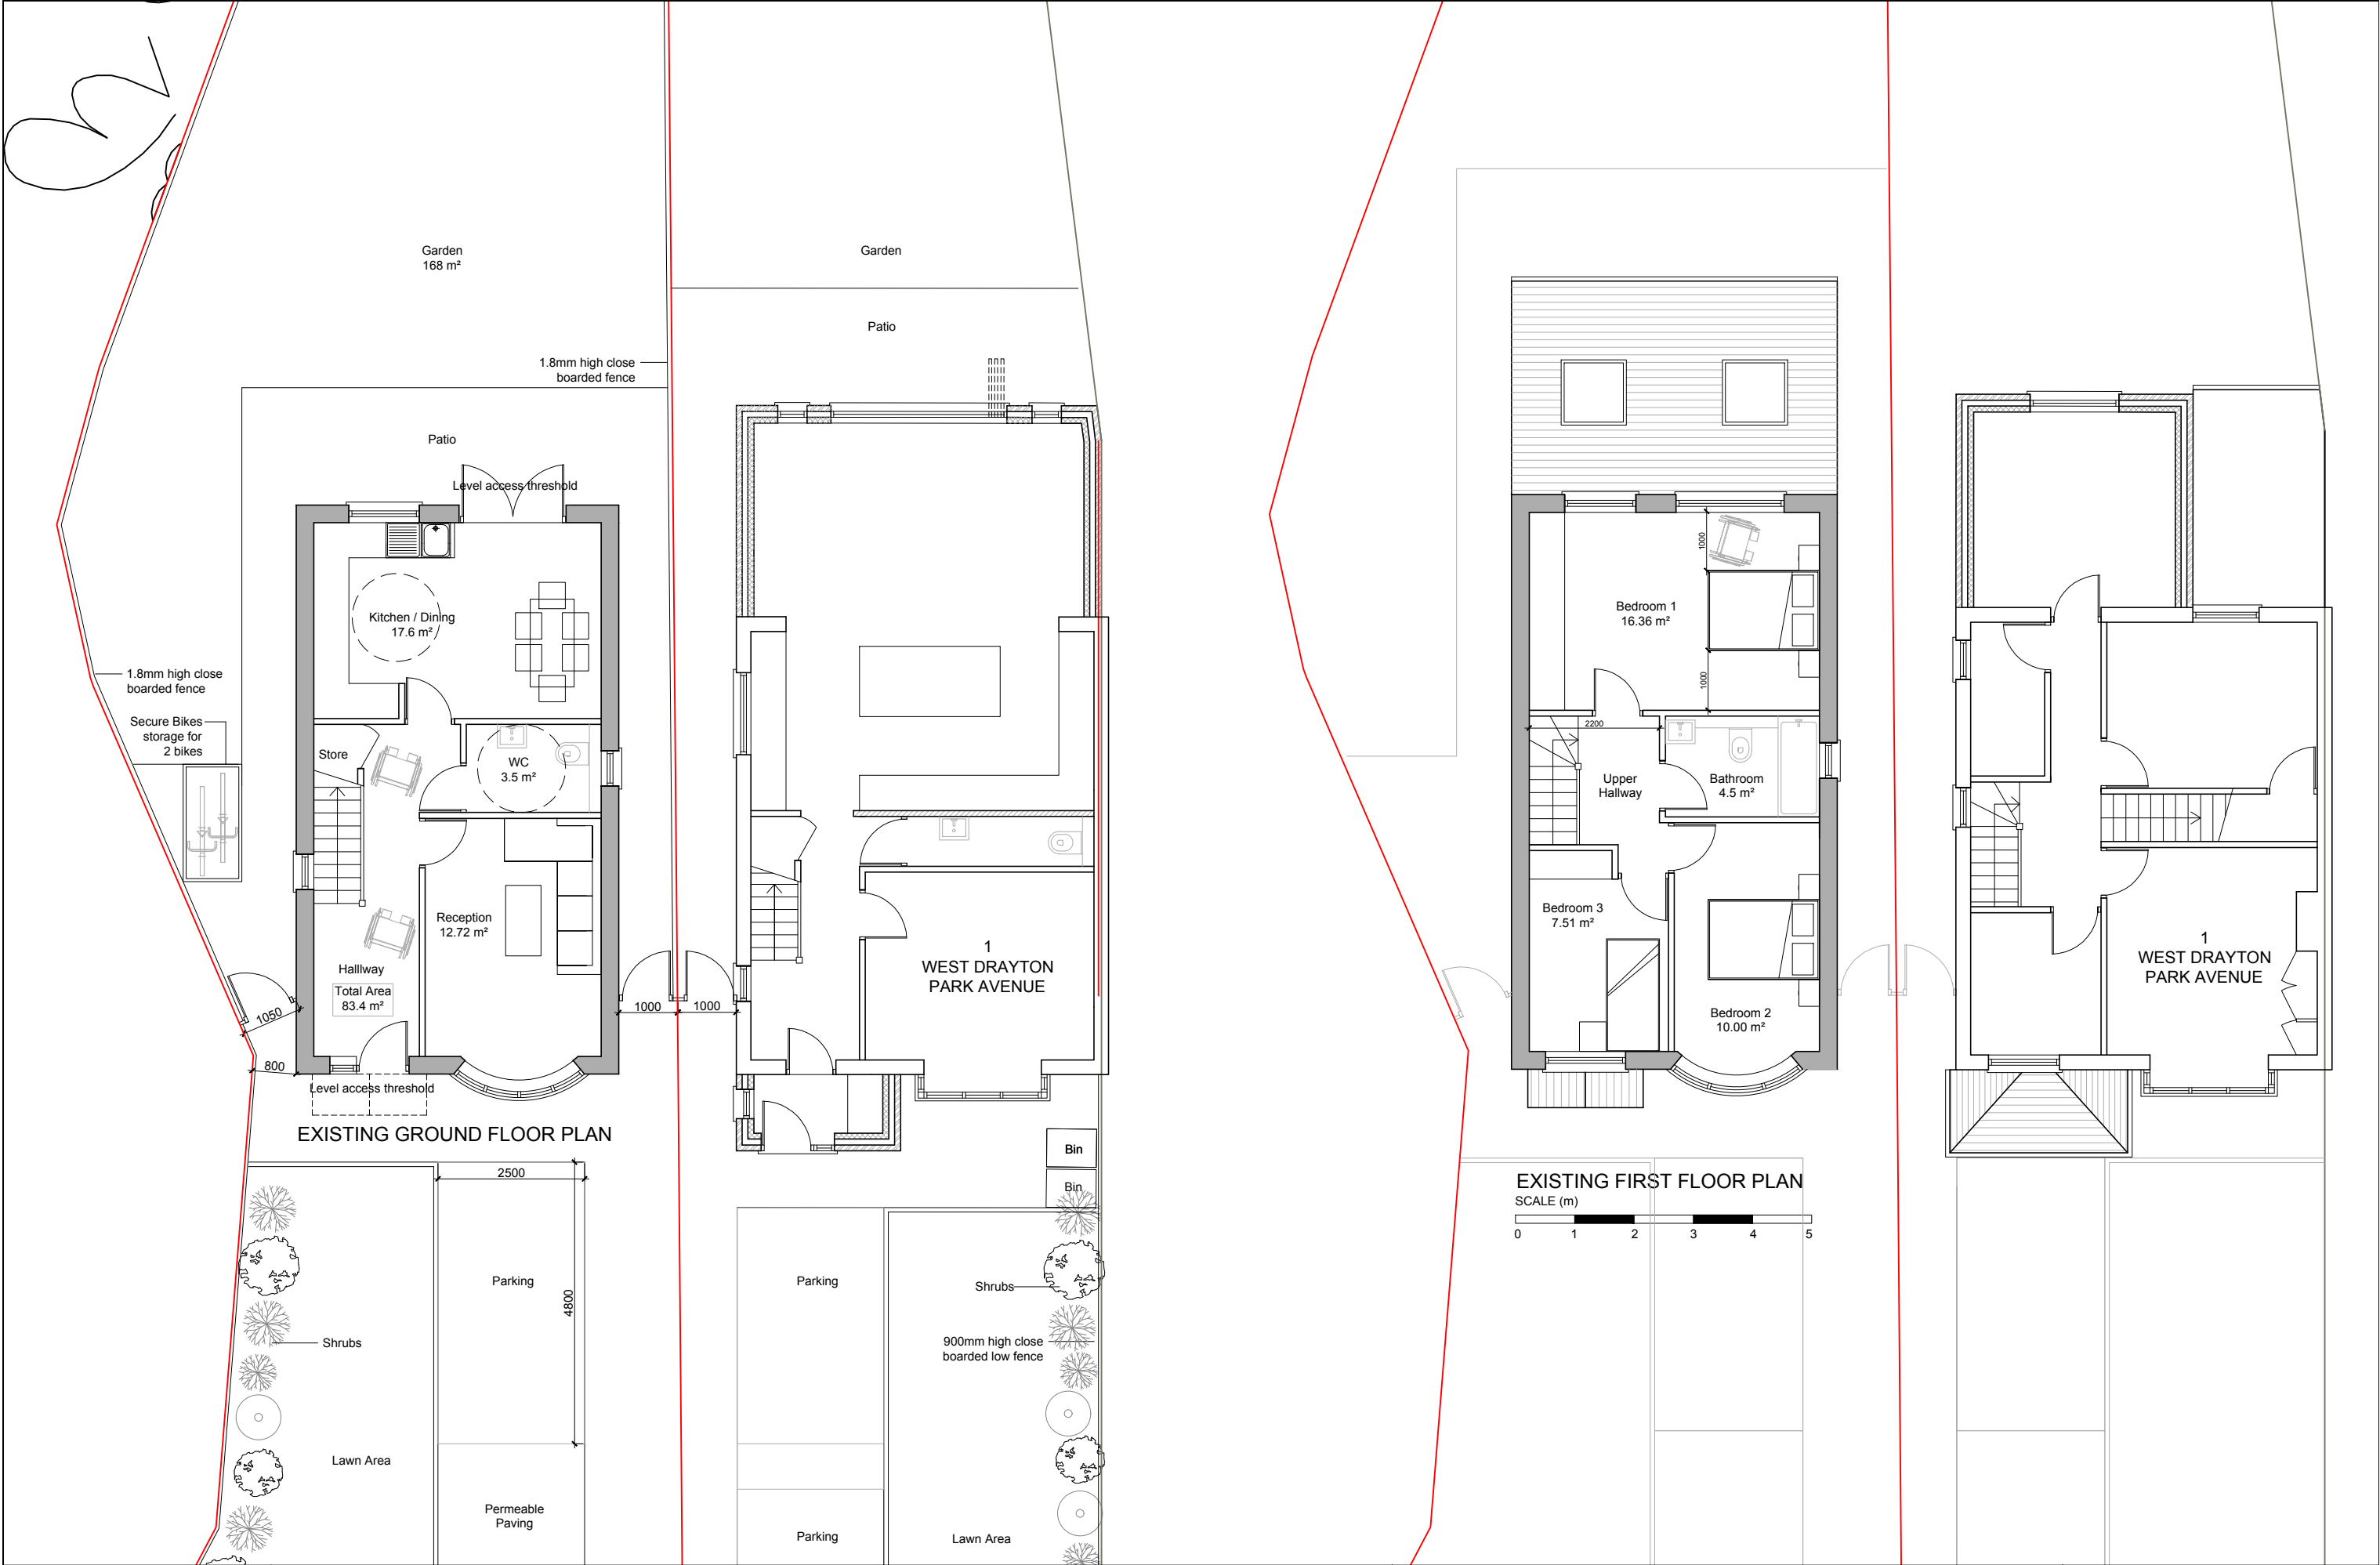 Garden
168 m²
Garden
Patio
1.8mm high close
boarded fence
Patio
Level access threshold
Kitchen / Dining
17.6 m²
1.8mm high close
boarded fence
Secure Bikes
storage for
2 bikes
Store
WC
3.5 m²
Reception
12.72 m²
Halllway
Total Area
83.4 m²
1050
800
1000
1000
Level access threshold
EXISTING GROUND FLOOR PLAN
1
WEST DRAYTON
PARK AVENUE
Bin
Bin
2500
4800
Parking
Shrubs
Lawn Area
Permeable
Paving
Parking
Shrubs
900mm high close
boarded low fence
Parking
Lawn Area
1000
Bedroom 1
16.36 m²
1000
2200
Upper
Hallway
Bathroom
4.5 m²
Bedroom 3
7.51 m²
Bedroom 2
10.00 m²
1
WEST DRAYTON
PARK AVENUE
EXISTING FIRST FLOOR PLAN
SCALE (m)
0 1 2 3 4 5